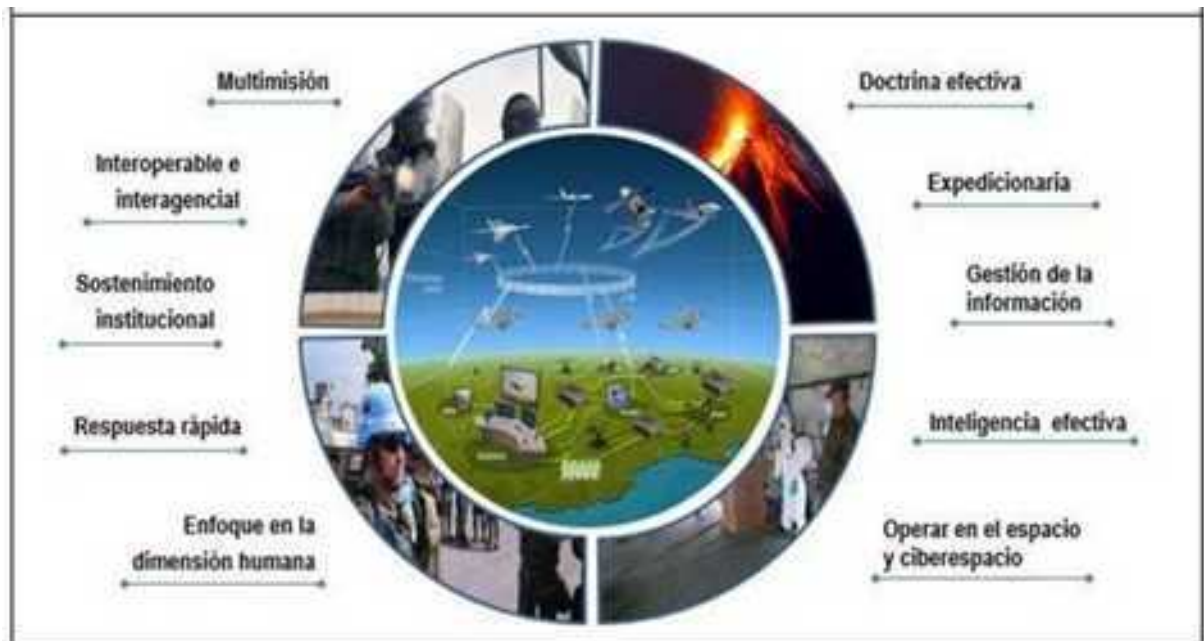 Multimisión
Interoperable e
interagencial
Sostenimiento
institucional
Respuesta rápida
Enfoque en la
dimensión humana
Doctrina efectiva
Expedicionaria
Gestión de la
información
Inteligencia efectiva
Operar en el espacio
y ciberespacio